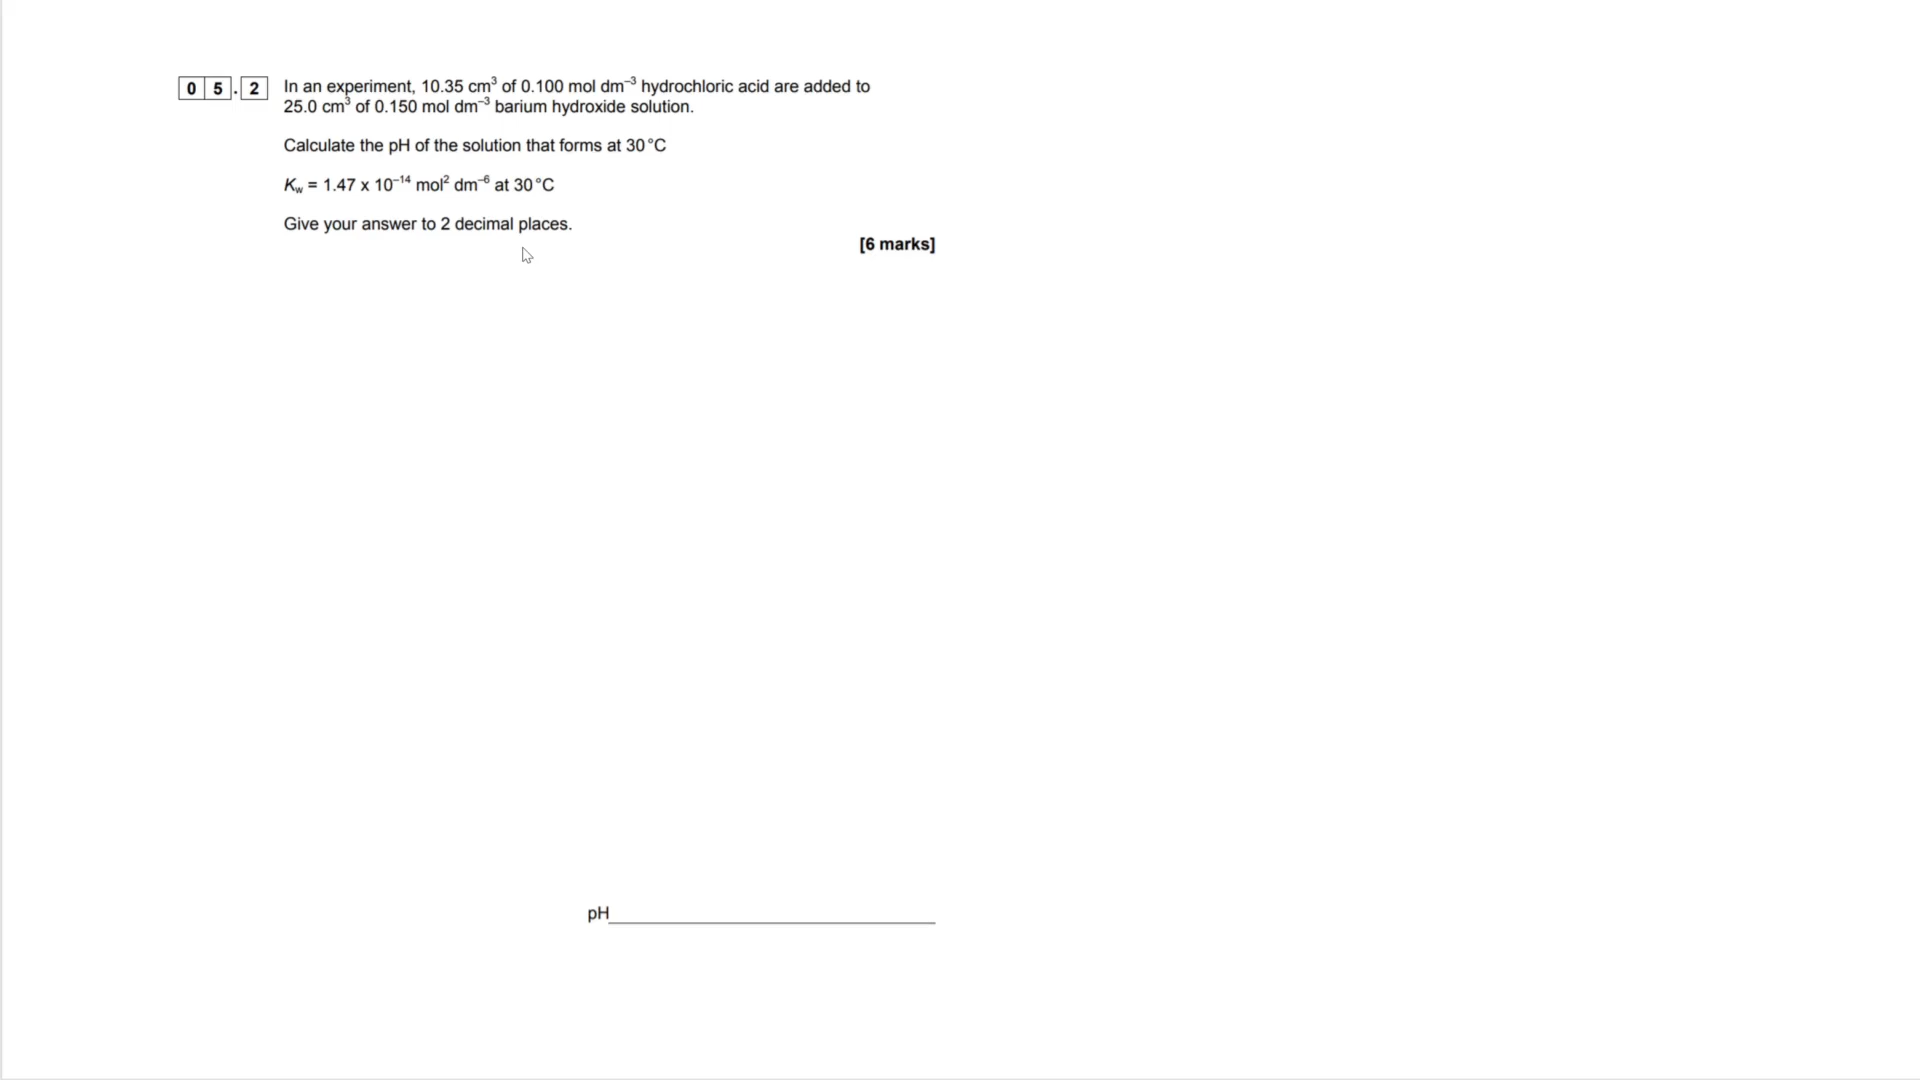 05.2 In an experiment, 10.35 cm³ of 0.100 mol dm⁻³ hydrochloric acid are added to
25.0 cm³ of 0.150 mol dm⁻³ barium hydroxide solution.
Calculate the pH of the solution that forms at 30 °C
Kw = 1.47 x 10⁻¹⁴ mol² dm⁻⁶ at 30 °C
Give your answer to 2 decimal places.
[6 marks]
pH